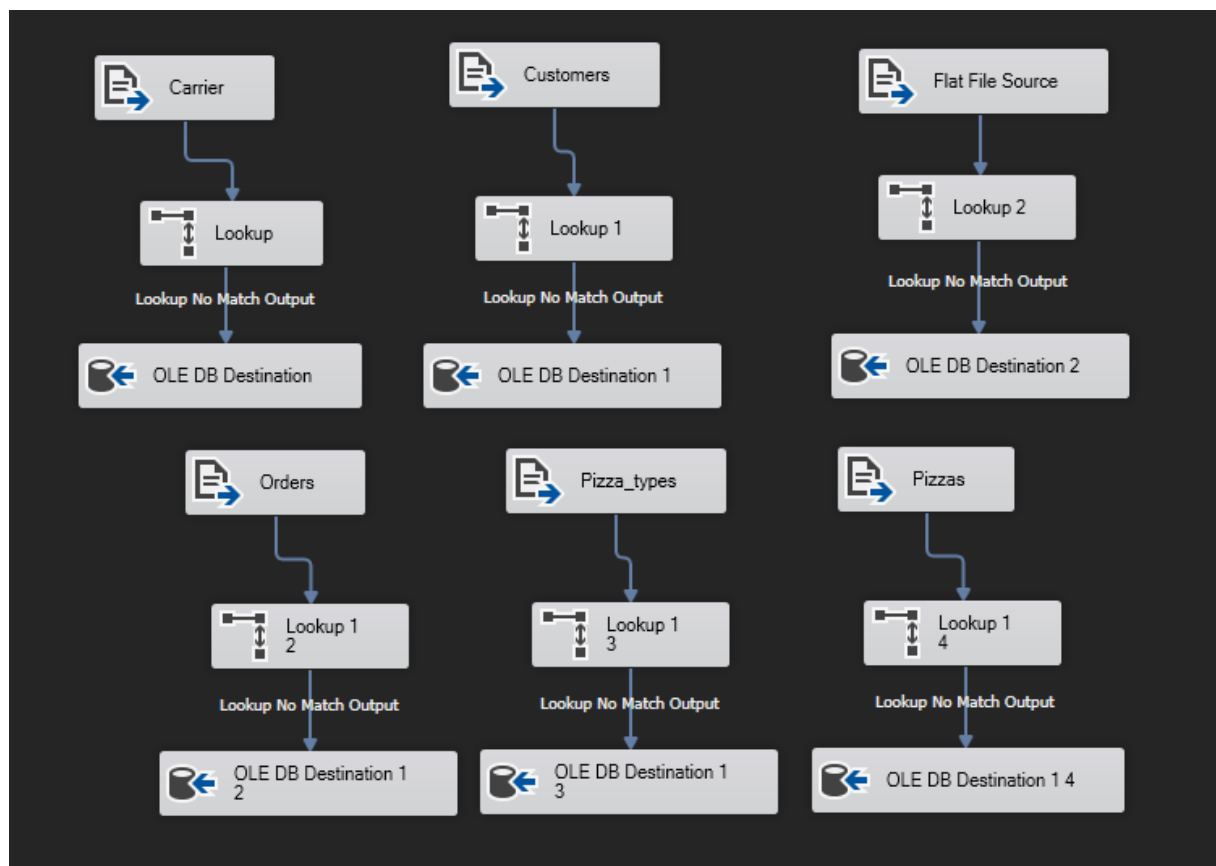 Carrier
Customers
Flat File Source
Lookup
Lookup 1
Lookup 2
Lookup No Match Output
Lookup No Match Output
Lookup No Match Output
OLE DB Destination
OLE DB Destination 1
OLE DB Destination 2
Orders
Pizza_types
Pizzas
Lookup 1
2
Lookup 1
3
Lookup 1
4
Lookup No Match Output
Lookup No Match Output
Lookup No Match Output
OLE DB Destination 1
2
OLE DB Destination 1
3
OLE DB Destination 1 4